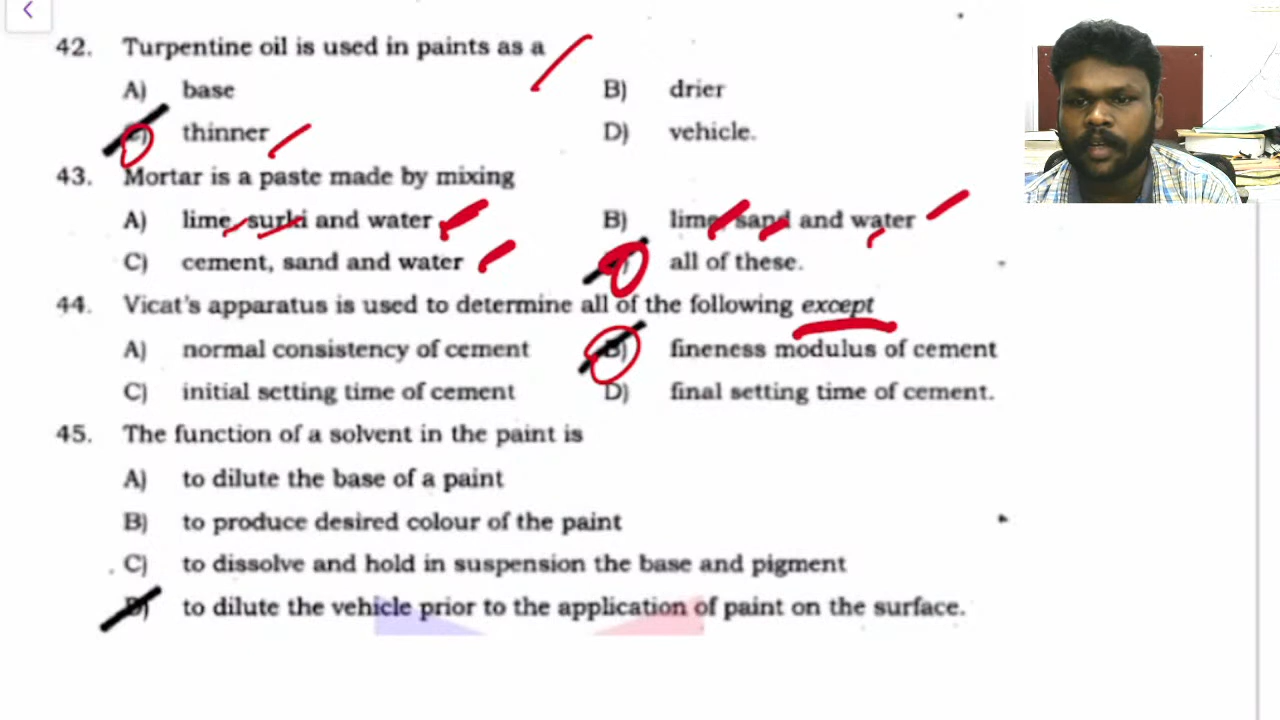 42. Turpentine oil is used in paints as a
A) base B) drier
C) thinner D) vehicle.
43. Mortar is a paste made by mixing
A) lime, surki and water B) lime, sand and water
C) cement, sand and water all of these.
44. Vicat's apparatus is used to determine all of the following except
A) normal consistency of cement B) fineness modulus of cement
C) initial setting time of cement D) final setting time of cement.
45. The function of a solvent in the paint is
A) to dilute the base of a paint
B) to produce desired colour of the paint
C) to dissolve and hold in suspension the base and pigment
D) to dilute the vehicle prior to the application of paint on the surface.